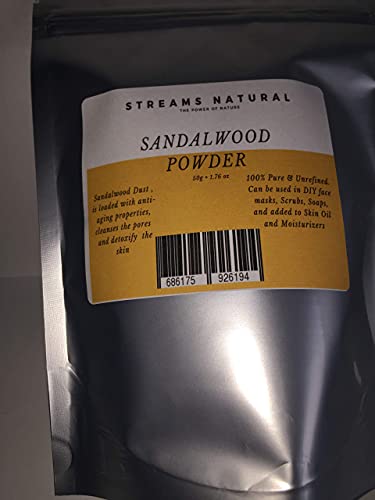 STREAMS NATURAL
THE POWER OF NATURE
SANDALWOOD
POWDER
50g • 1.76 oz
Sandalwood Dust ,
is loaded with anti-
aging properties,
cleanses the pores
and detoxify the
skin
100% Pure & Unrefined.
Can be used in DIY face
masks, Scrubs, Soaps,
and added to Skin Oil
and Moisturizers
686175 926194